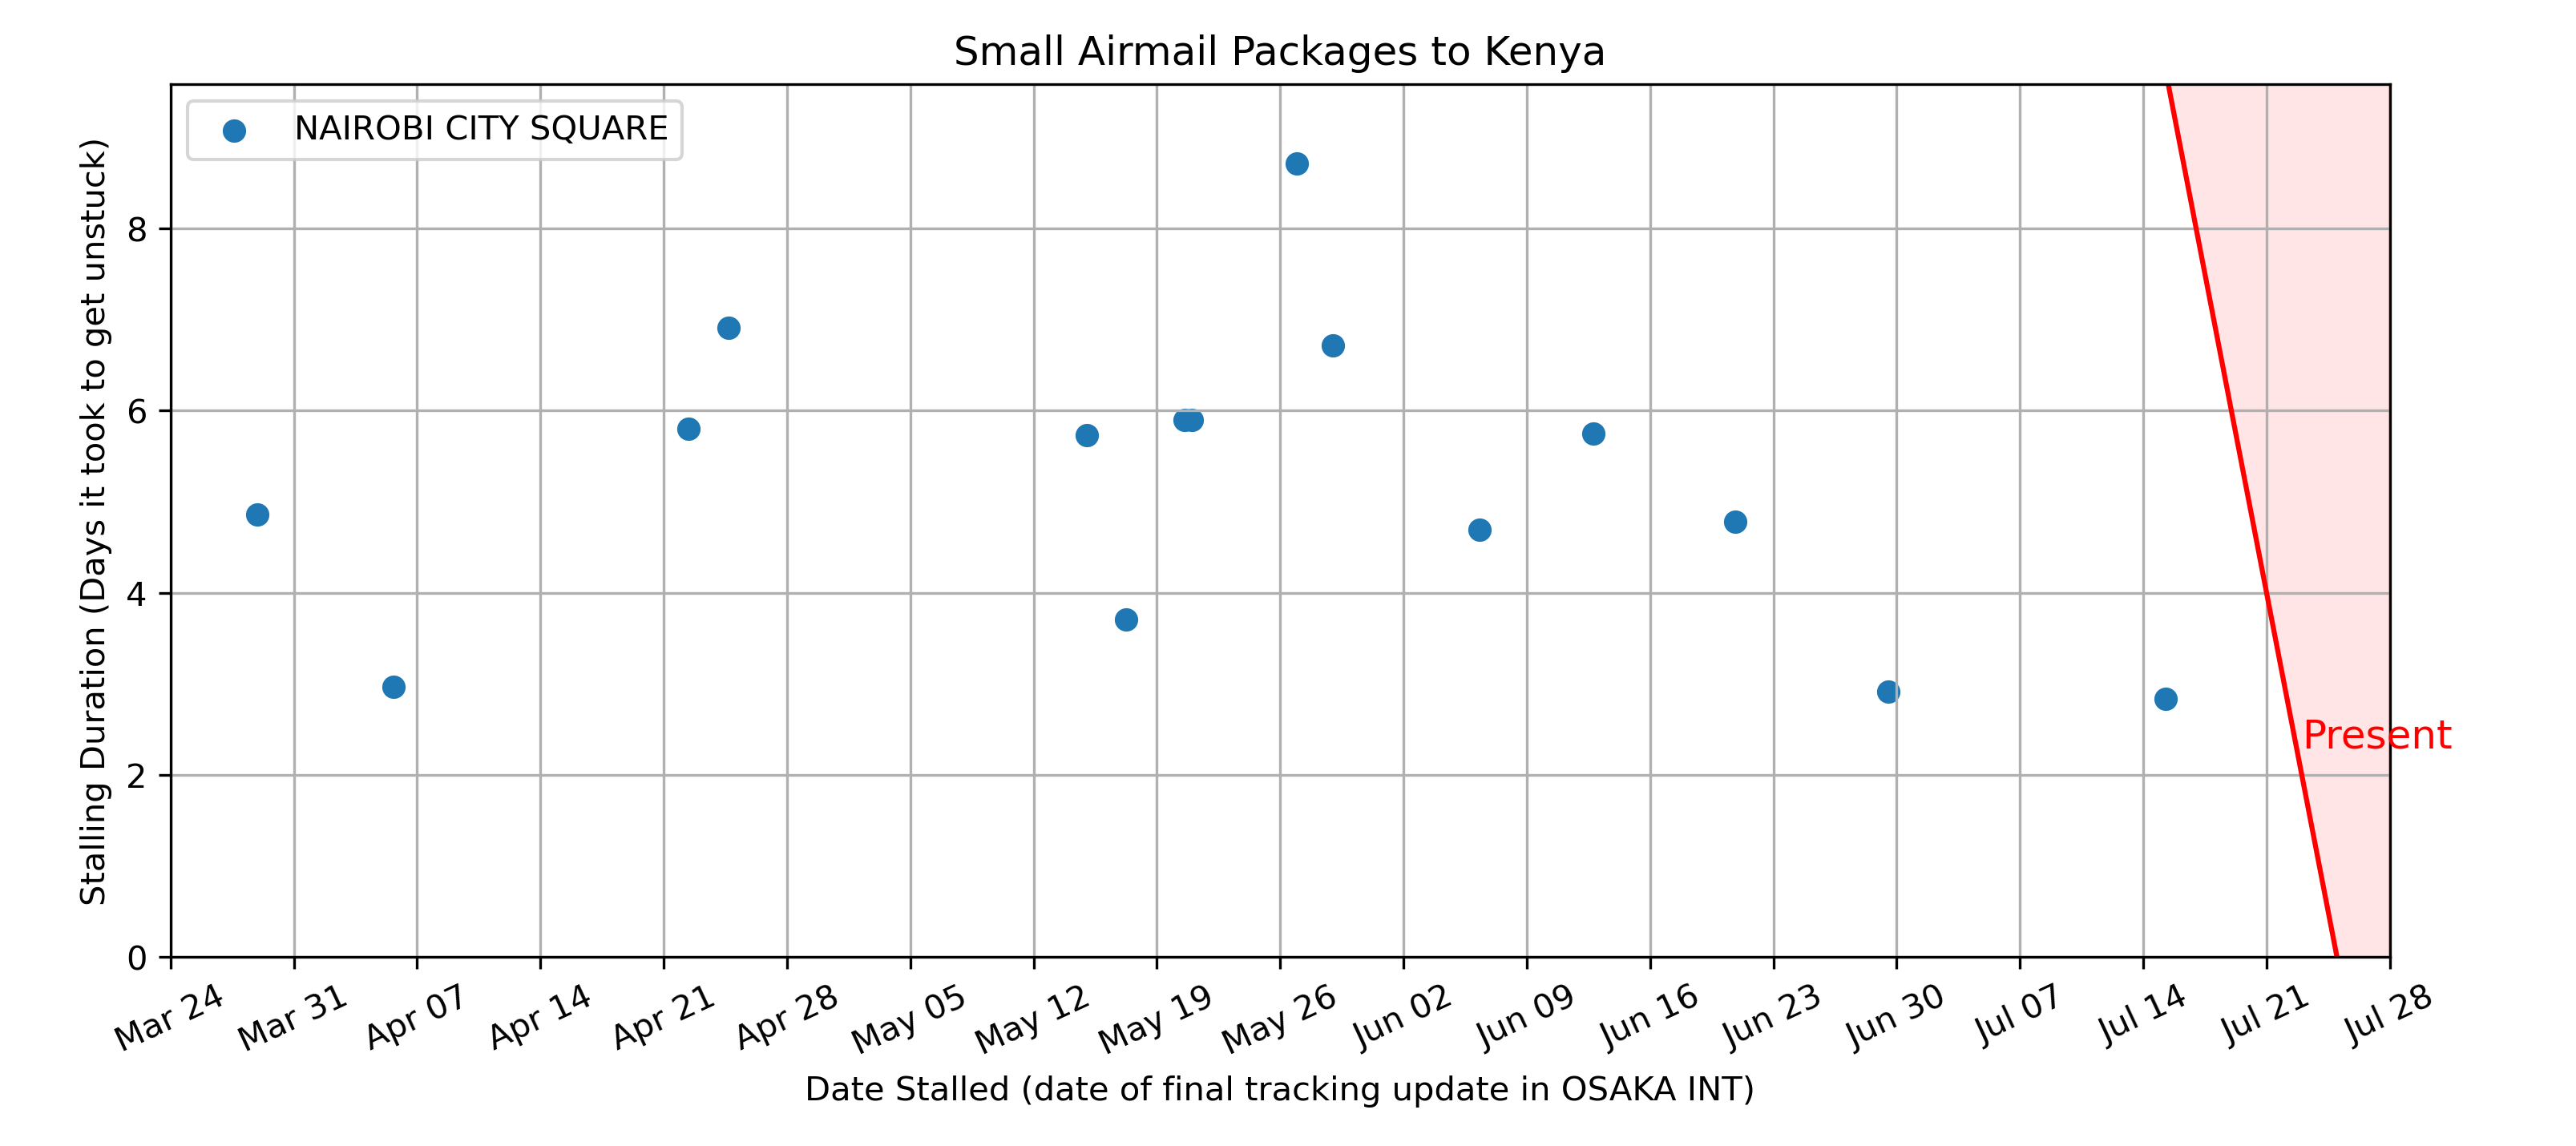 Small Airmail Packages to Kenya
NAIROBI CITY SQUARE
Stalling Duration (Days it took to get unstuck)
8
6
4
2
0
Present
Mar 24
Mar 31
Apr 07
Apr 14
Apr 21
Apr 28
May 05
May 12
May 19
May 26
Jun 02
Jun 09
Jun 16
Jun 23
Jun 30
Jul 07
Jul 14
Jul 21
Jul 28
Date Stalled (date of final tracking update in OSAKA INT)